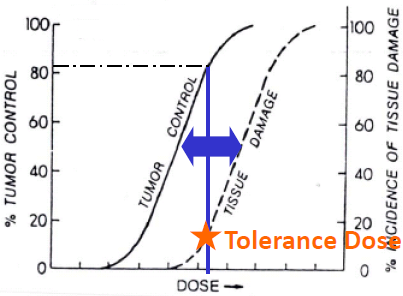 % TUMOR CONTROL
100
80
60
40
20
0
TUMOR CONTROL
TISSUE DAMAGE
Tolerance Dose
100
80
60
40
20
0
% INCIDENCE OF TISSUE DAMAGE
DOSE →